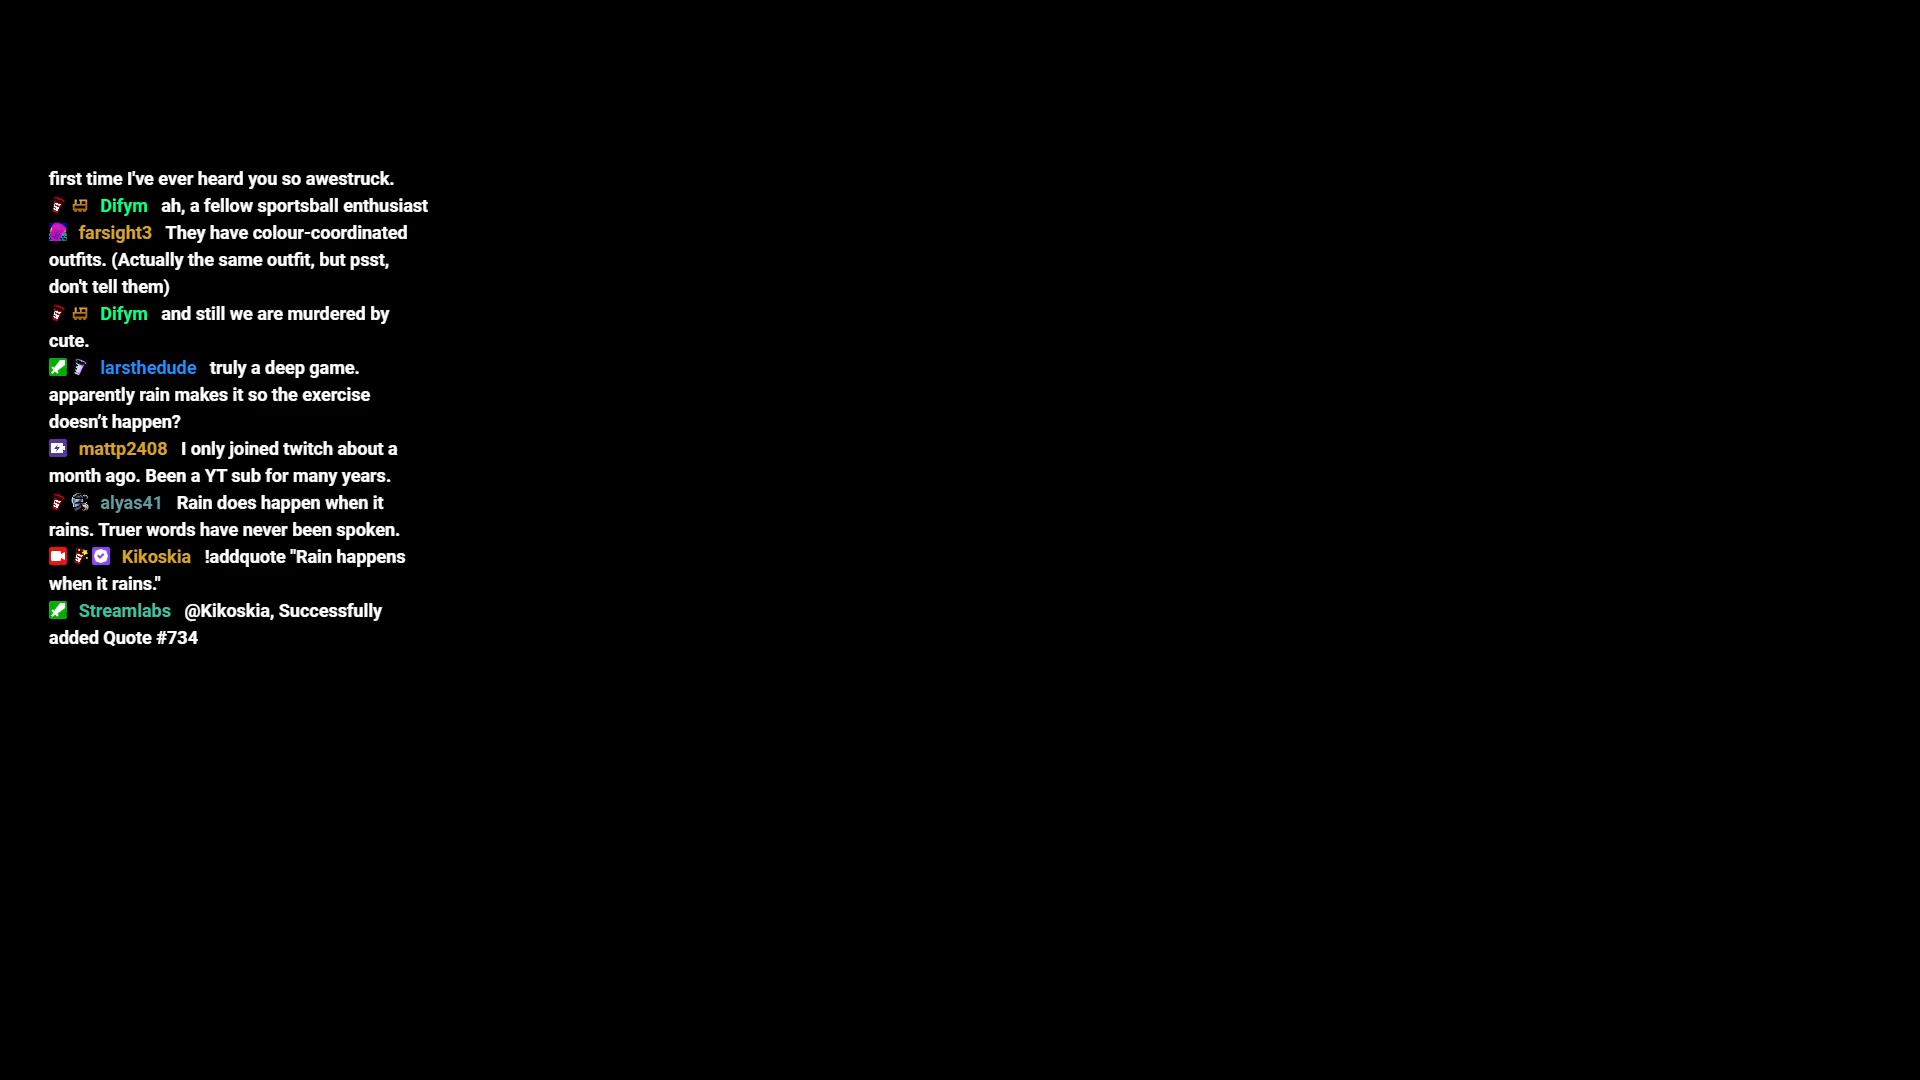 first time I've ever heard you so awestruck.
Difym ah, a fellow sportsball enthusiast
farsight3 They have colour-coordinated
outfits. (Actually the same outfit, but psst,
don't tell them)
Difym and still we are murdered by
cute.
larsthedude truly a deep game.
apparently rain makes it so the exercise
doesn’t happen?
mattp2408 I only joined twitch about a
month ago. Been a YT sub for many years.
alyas41 Rain does happen when it
rains. Truer words have never been spoken.
Kikoskia !addquote "Rain happens
when it rains."
Streamlabs @Kikoskia, Successfully
added Quote #734